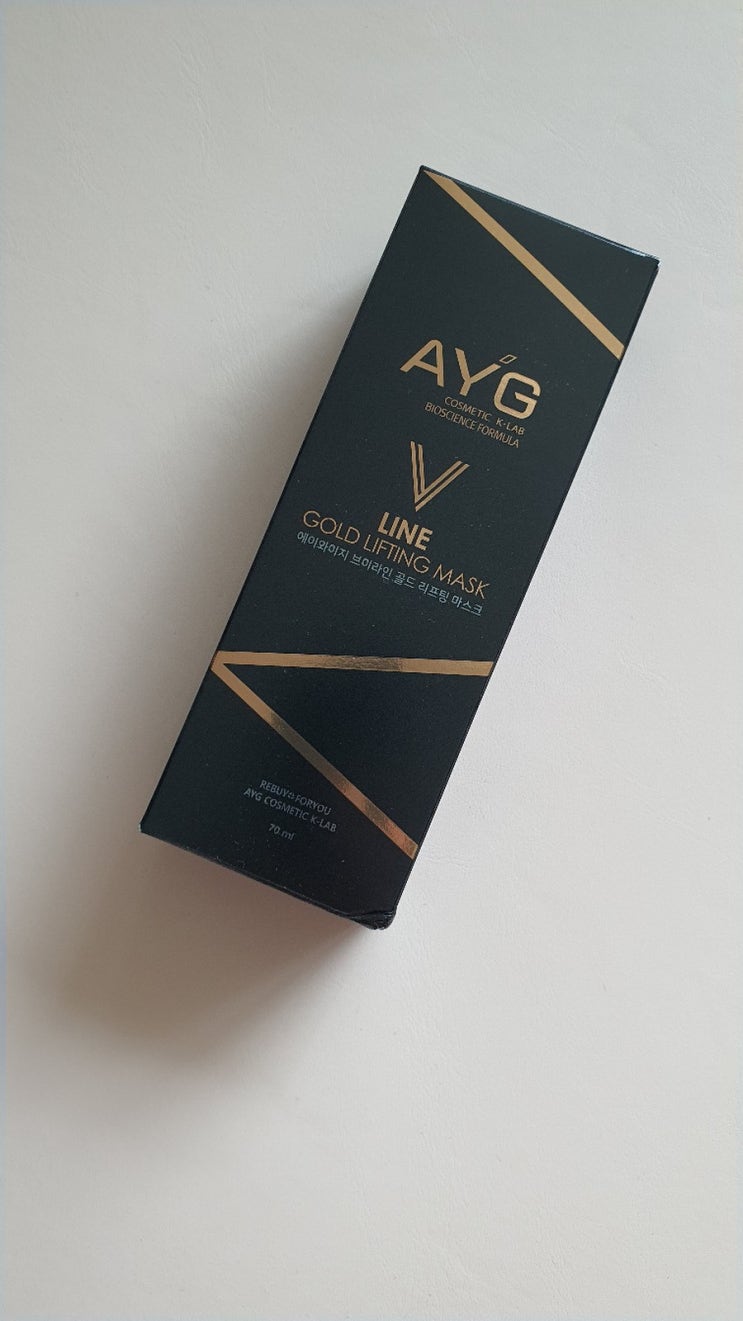 AYG
COSMETIC K-LAB
BIOSCIENCE FORMULA
V
LINE
GOLD LIFTING MASK
에이와이지 브이라인 골드 리프팅 마스크
REBUY&FORYOU
AYG COSMETIC K-LAB
70 ml